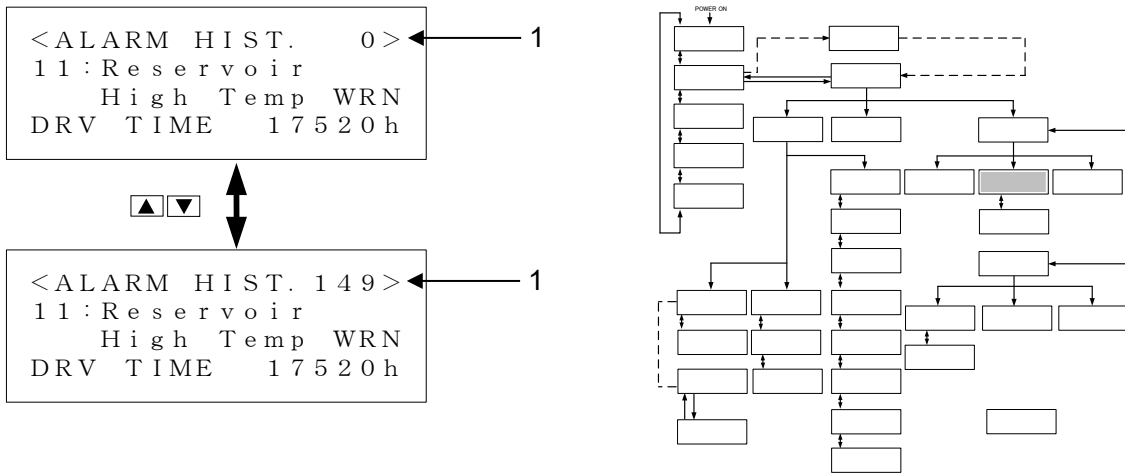 <ALARM HIST.   0>
11:Reservoir
   High Temp WRN
DRV TIME  17520h
1
▲ ▼
<ALARM HIST. 149>
11:Reservoir
   High Temp WRN
DRV TIME  17520h
1
POWER ON